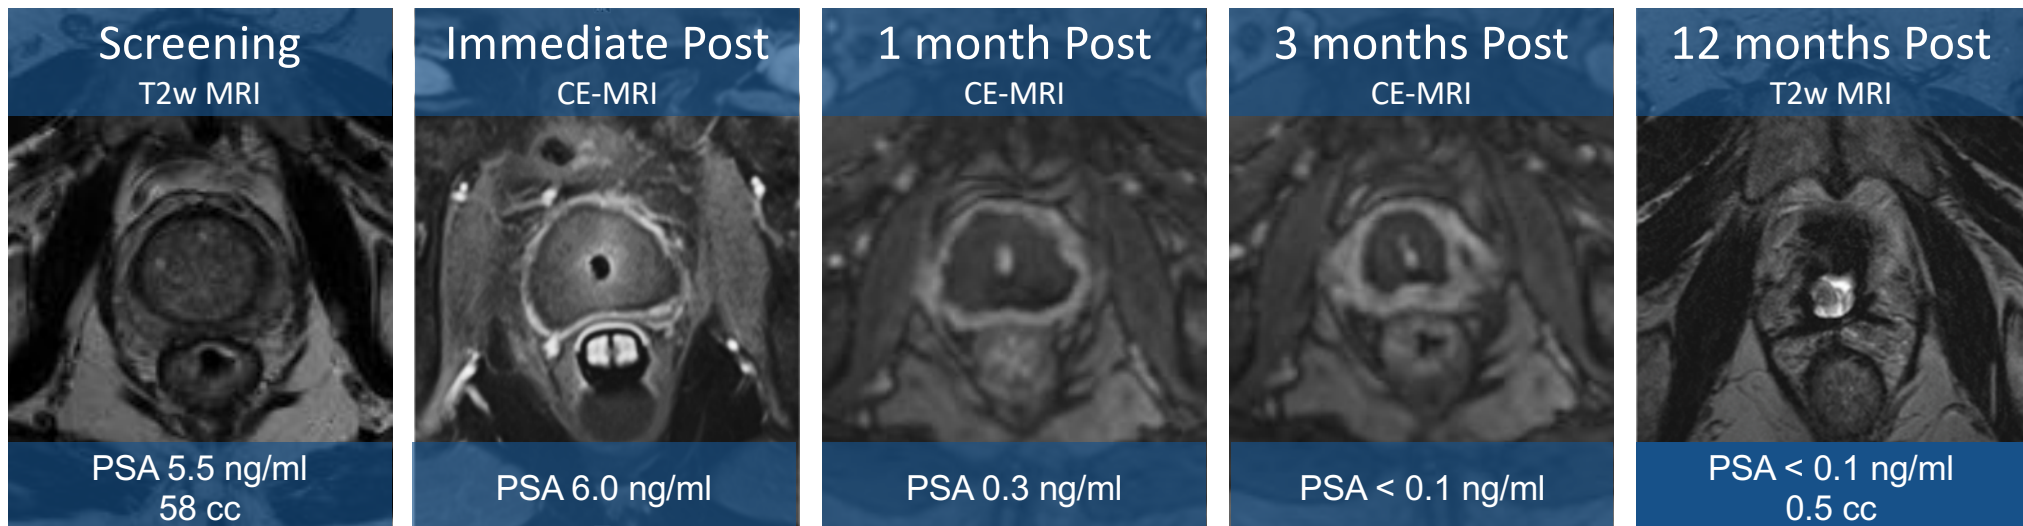 Screening
T2w MRI
PSA 5.5 ng/ml
58 cc
Immediate Post
CE-MRI
PSA 6.0 ng/ml
1 month Post
CE-MRI
PSA 0.3 ng/ml
3 months Post
CE-MRI
PSA < 0.1 ng/ml
12 months Post
T2w MRI
PSA < 0.1 ng/ml
0.5 cc